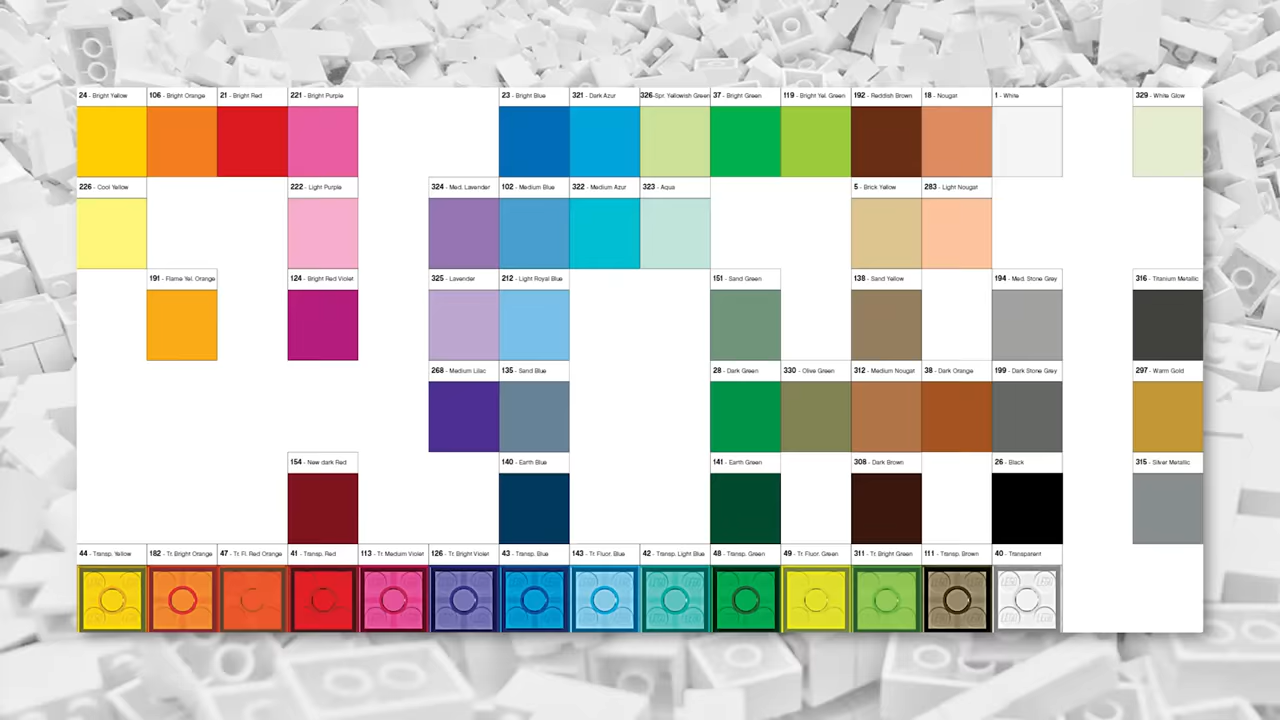 24 - Bright Yellow
106 - Bright Orange
21 - Bright Red
221 - Bright Purple
23 - Bright Blue
321 - Dark Azur
326-Spr. Yellowish Green
37 - Bright Green
119 - Bright Yel. Green
192 - Reddish Brown
18 - Nougat
1 - White
329 - White Glow
226 - Cool Yellow
222 - Light Purple
324 - Med. Lavender
102 - Medium Blue
322 - Medium Azur
323 - Aqua
5 - Brick Yellow
283 - Light Nougat
191 - Flame Yel. Orange
124 - Bright Red Violet
325 - Lavender
212 - Light Royal Blue
151 - Sand Green
138 - Sand Yellow
194 - Med. Stone Grey
316 - Titanium Metallic
268 - Medium Lilac
135 - Sand Blue
28 - Dark Green
330 - Olive Green
312 - Medium Nougat
38 - Dark Orange
199 - Dark Stone Grey
297 - Warm Gold
154 - New dark Red
140 - Earth Blue
141 - Earth Green
308 - Dark Brown
26 - Black
315 - Silver Metallic
44 - Transp. Yellow
182 - Tr. Bright Orange
47 - Tr. Fl. Red Orange
41 - Transp. Red
113 - Tr. Medium Violet
126 - Tr. Bright Violet
43 - Transp. Blue
143 - Tr. Fluor. Blue
42 - Transp. Light Blue
48 - Transp. Green
49 - Tr. Fluor. Green
311 - Tr. Bright Green
111 - Transp. Brown
40 - Transparent